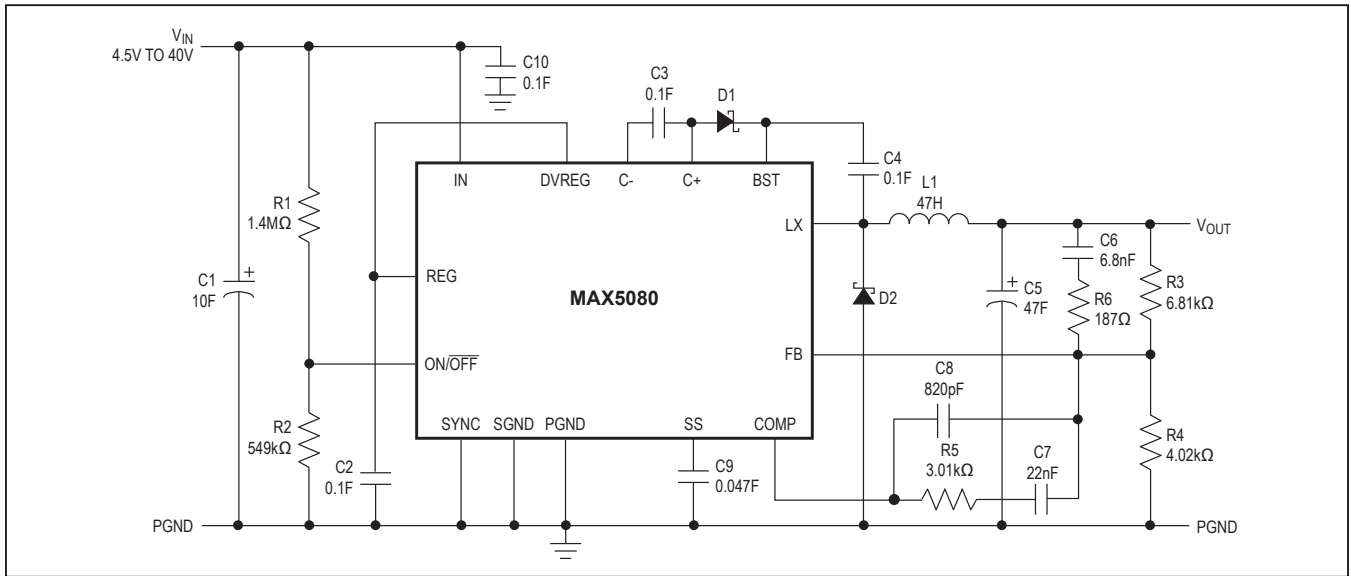 VIN
4.5V TO 40V
C10
0.1F
C3
0.1F
D1
C4
0.1F
IN
DVREG
C-
C+
BST
R1
1.4MΩ
L1
47H
LX
VOUT
C6
6.8nF
R3
6.81kΩ
C1
10F
+
REG
MAX5080
D2
+
C5
47F
R6
187Ω
ON/OFF
FB
C8
820pF
R2
549kΩ
SYNC
SGND
PGND
SS
COMP
R5
3.01kΩ
C7
22nF
R4
4.02kΩ
C2
0.1F
C9
0.047F
PGND
PGND